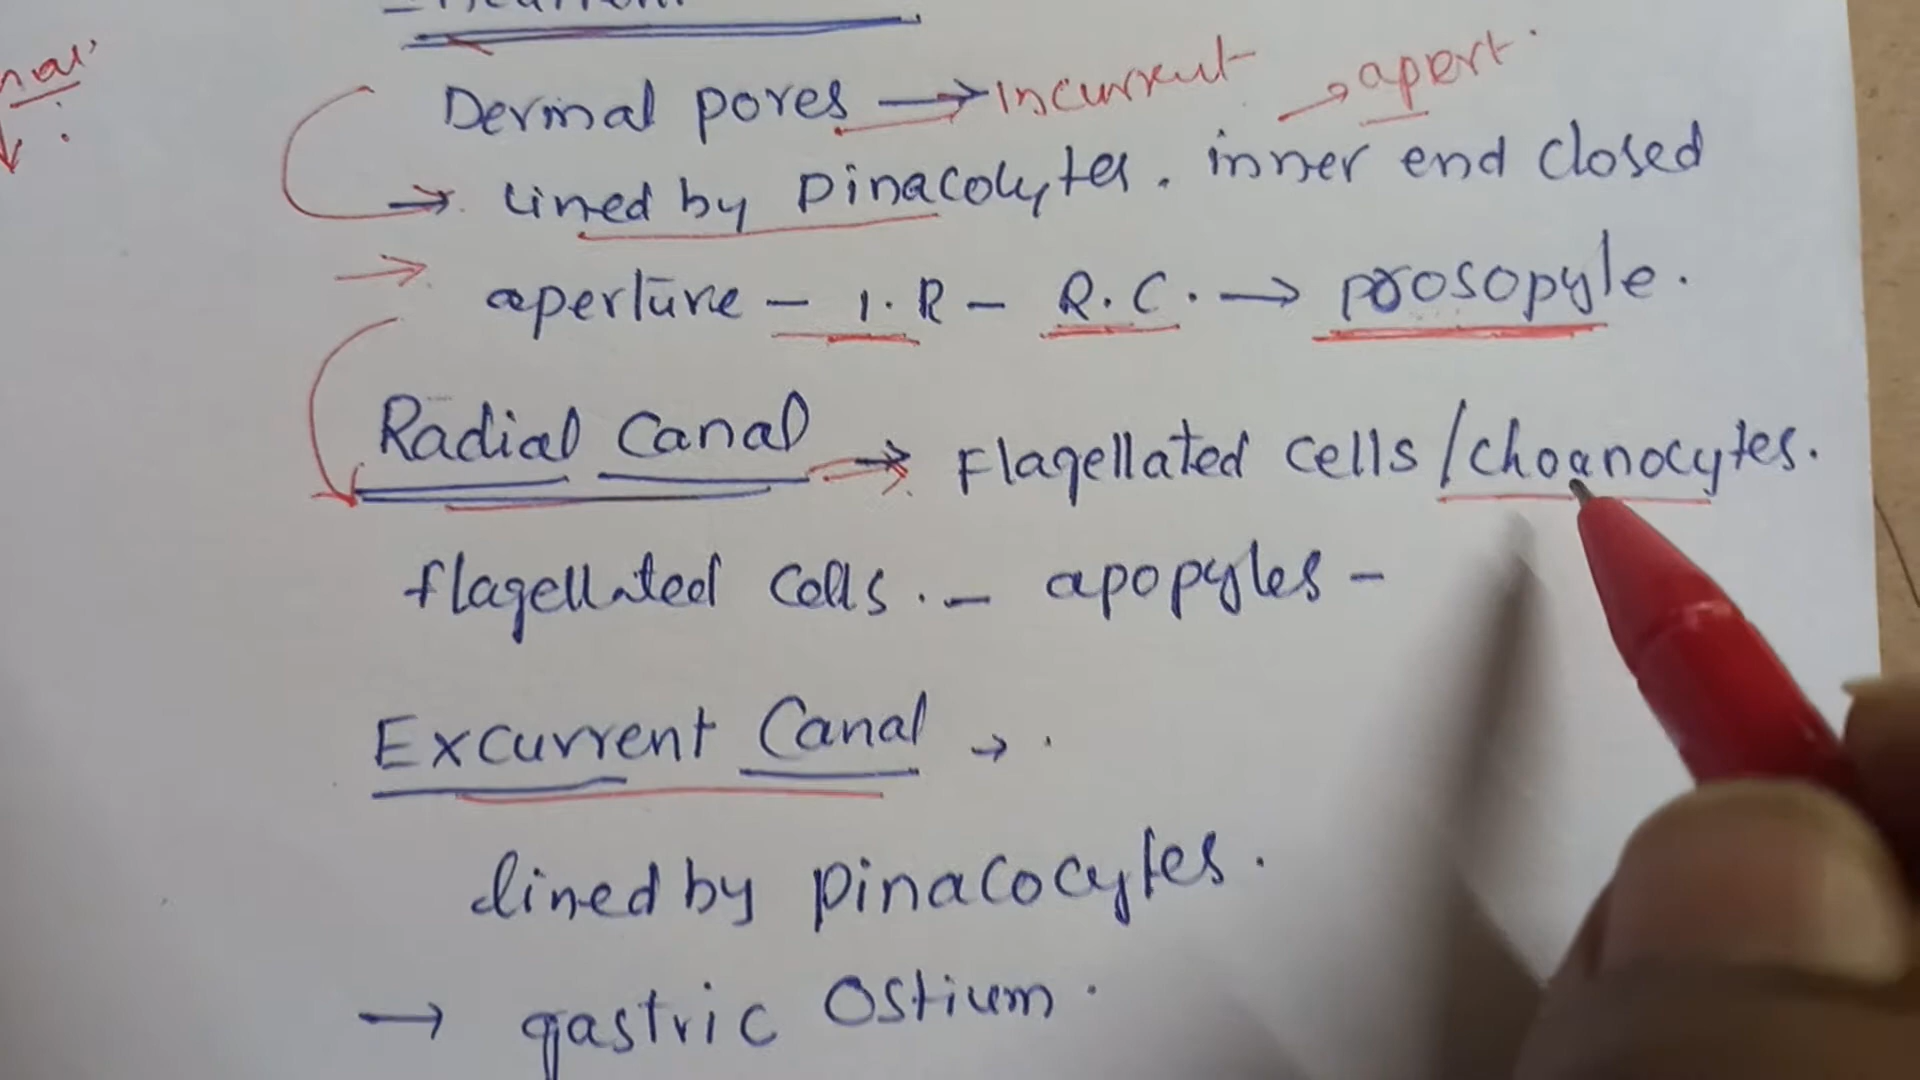 Dermal pores → Incurrent → apert.
→ lined by Pinacolytes. inner end closed
→ aperture – I.R – R.C. → prosopyle.
Radial Canal → Flagellated cells / choanocytes.
flagellated cells. – apopyles –
Excurrent Canal → .
lined by pinacocytes.
→ gastric Ostium.